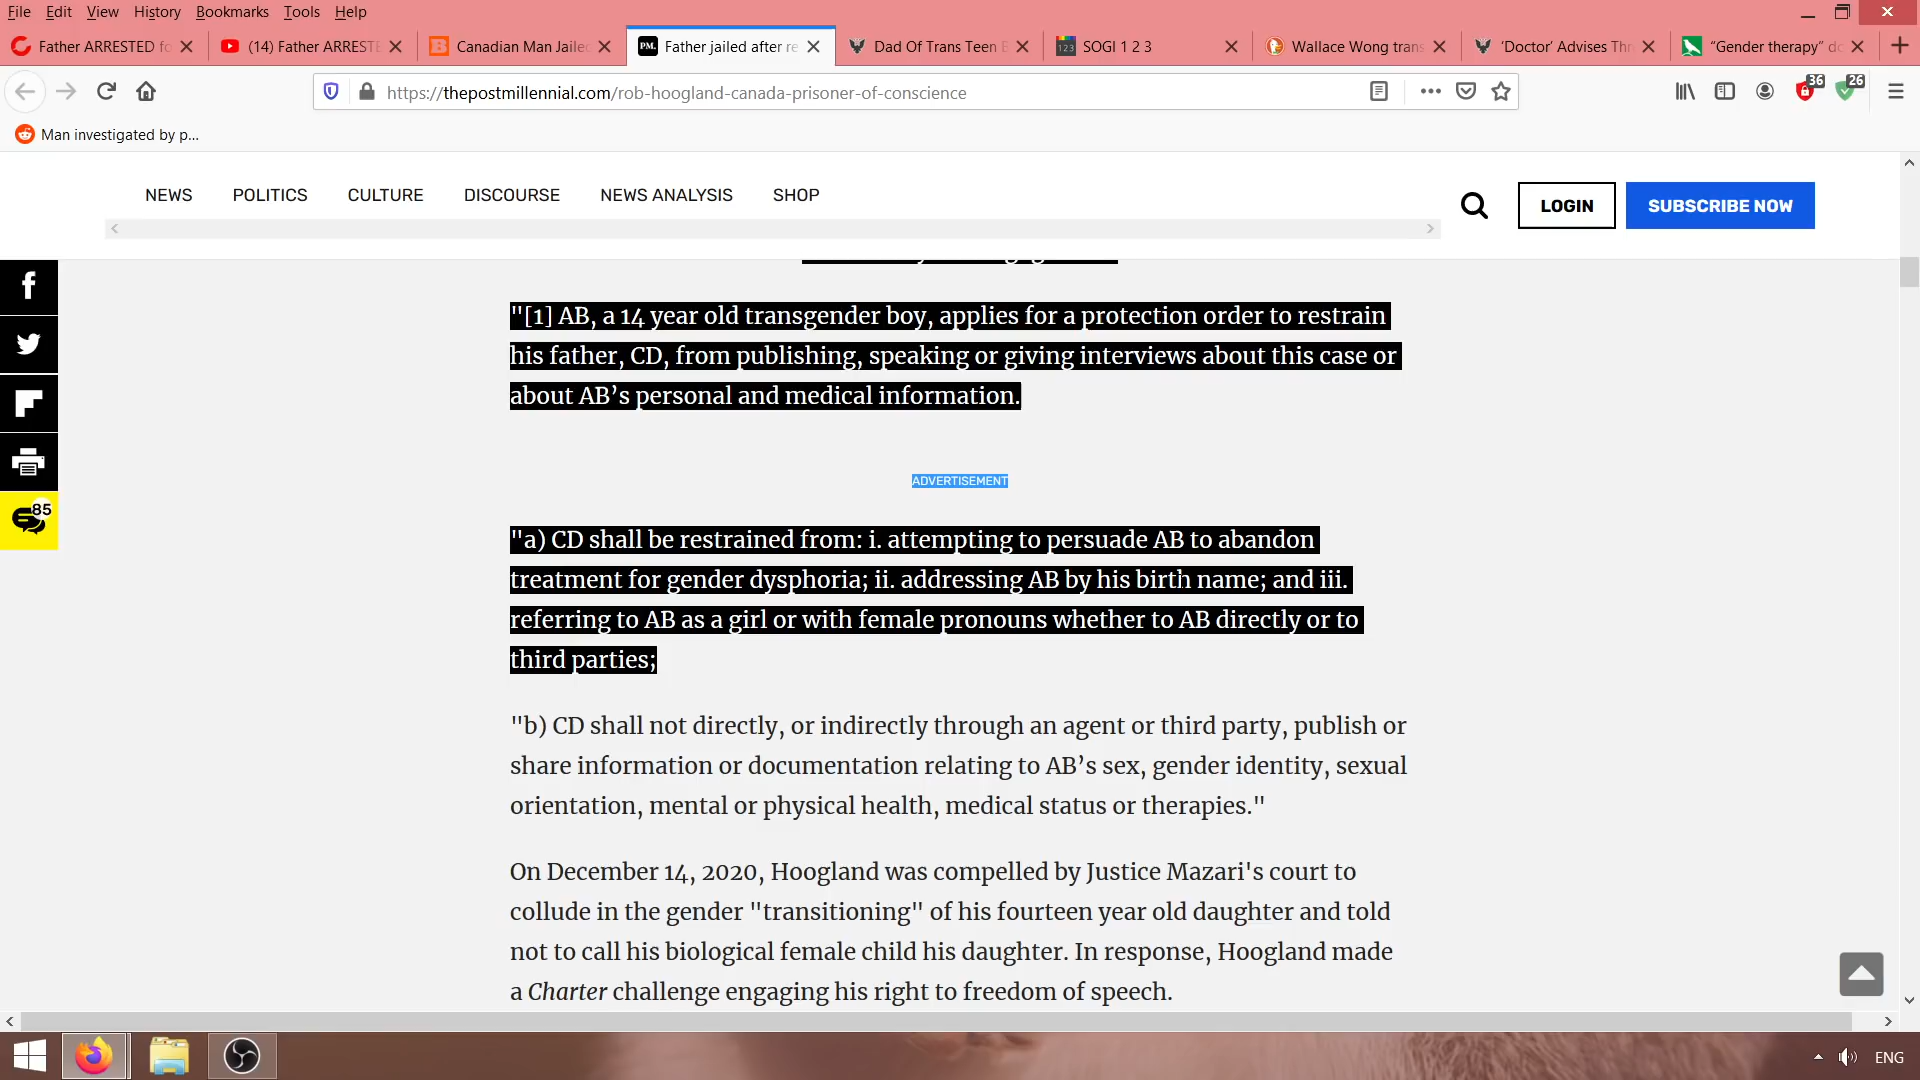 File Edit View History Bookmarks Tools Help
Father ARRESTED fo
(14) Father ARREST
Canadian Man Jaile
PM. Father jailed after re
Dad Of Trans Teen B
123 SOGI 1 2 3
Wallace Wong trans
‘Doctor’ Advises Thr
“Gender therapy” do
https://thepostmillennial.com/rob-hoogland-canada-prisoner-of-conscience
36
26
Man investigated by p...
NEWS POLITICS CULTURE DISCOURSE NEWS ANALYSIS SHOP
LOGIN
SUBSCRIBE NOW
"[1] AB, a 14 year old transgender boy, applies for a protection order to restrain
his father, CD, from publishing, speaking or giving interviews about this case or
about AB’s personal and medical information.
ADVERTISEMENT
85
"a) CD shall be restrained from: i. attempting to persuade AB to abandon
treatment for gender dysphoria; ii. addressing AB by his birth name; and iii.
referring to AB as a girl or with female pronouns whether to AB directly or to
third parties;
"b) CD shall not directly, or indirectly through an agent or third party, publish or
share information or documentation relating to AB’s sex, gender identity, sexual
orientation, mental or physical health, medical status or therapies."
On December 14, 2020, Hoogland was compelled by Justice Mazari's court to
collude in the gender "transitioning" of his fourteen year old daughter and told
not to call his biological female child his daughter. In response, Hoogland made
a Charter challenge engaging his right to freedom of speech.
ENG